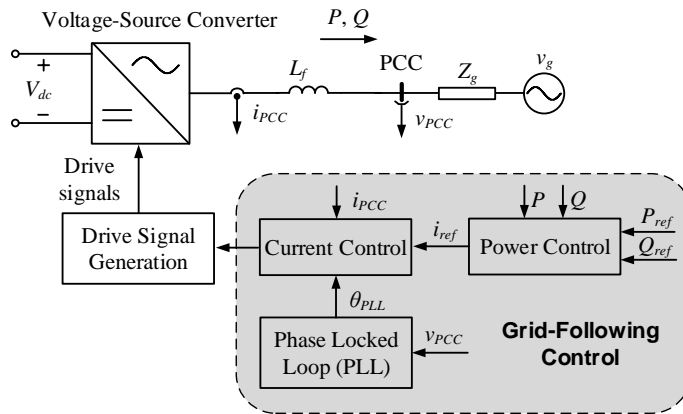 Voltage-Source Converter
P, Q
+
V_dc
−
L_f
PCC
Z_g
v_g
i_PCC
v_PCC
Drive
signals
i_PCC
P
Q
P_ref
Q_ref
Drive Signal
Generation
Current Control
i_ref
Power Control
θ_PLL
Phase Locked
Loop (PLL)
v_PCC
Grid-Following
Control